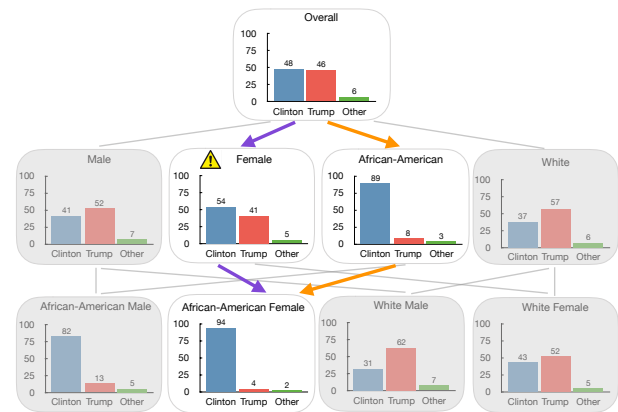 Overall
100
75
50
25
0
48 46 6
Clinton Trump Other
Male
100
75
50
25
0
41 52 7
Clinton Trump Other
Female
100
75
50
25
0
54 41 5
Clinton Trump Other
African-American
100
75
50
25
0
89 8 3
Clinton Trump Other
White
100
75
50
25
0
37 57 6
Clinton Trump Other
African-American Male
100
75
50
25
0
82 13 5
Clinton Trump Other
African-American Female
100
75
50
25
0
94 4 2
Clinton Trump Other
White Male
100
75
50
25
0
31 62 7
Clinton Trump Other
White Female
100
75
50
25
0
43 52 5
Clinton Trump Other